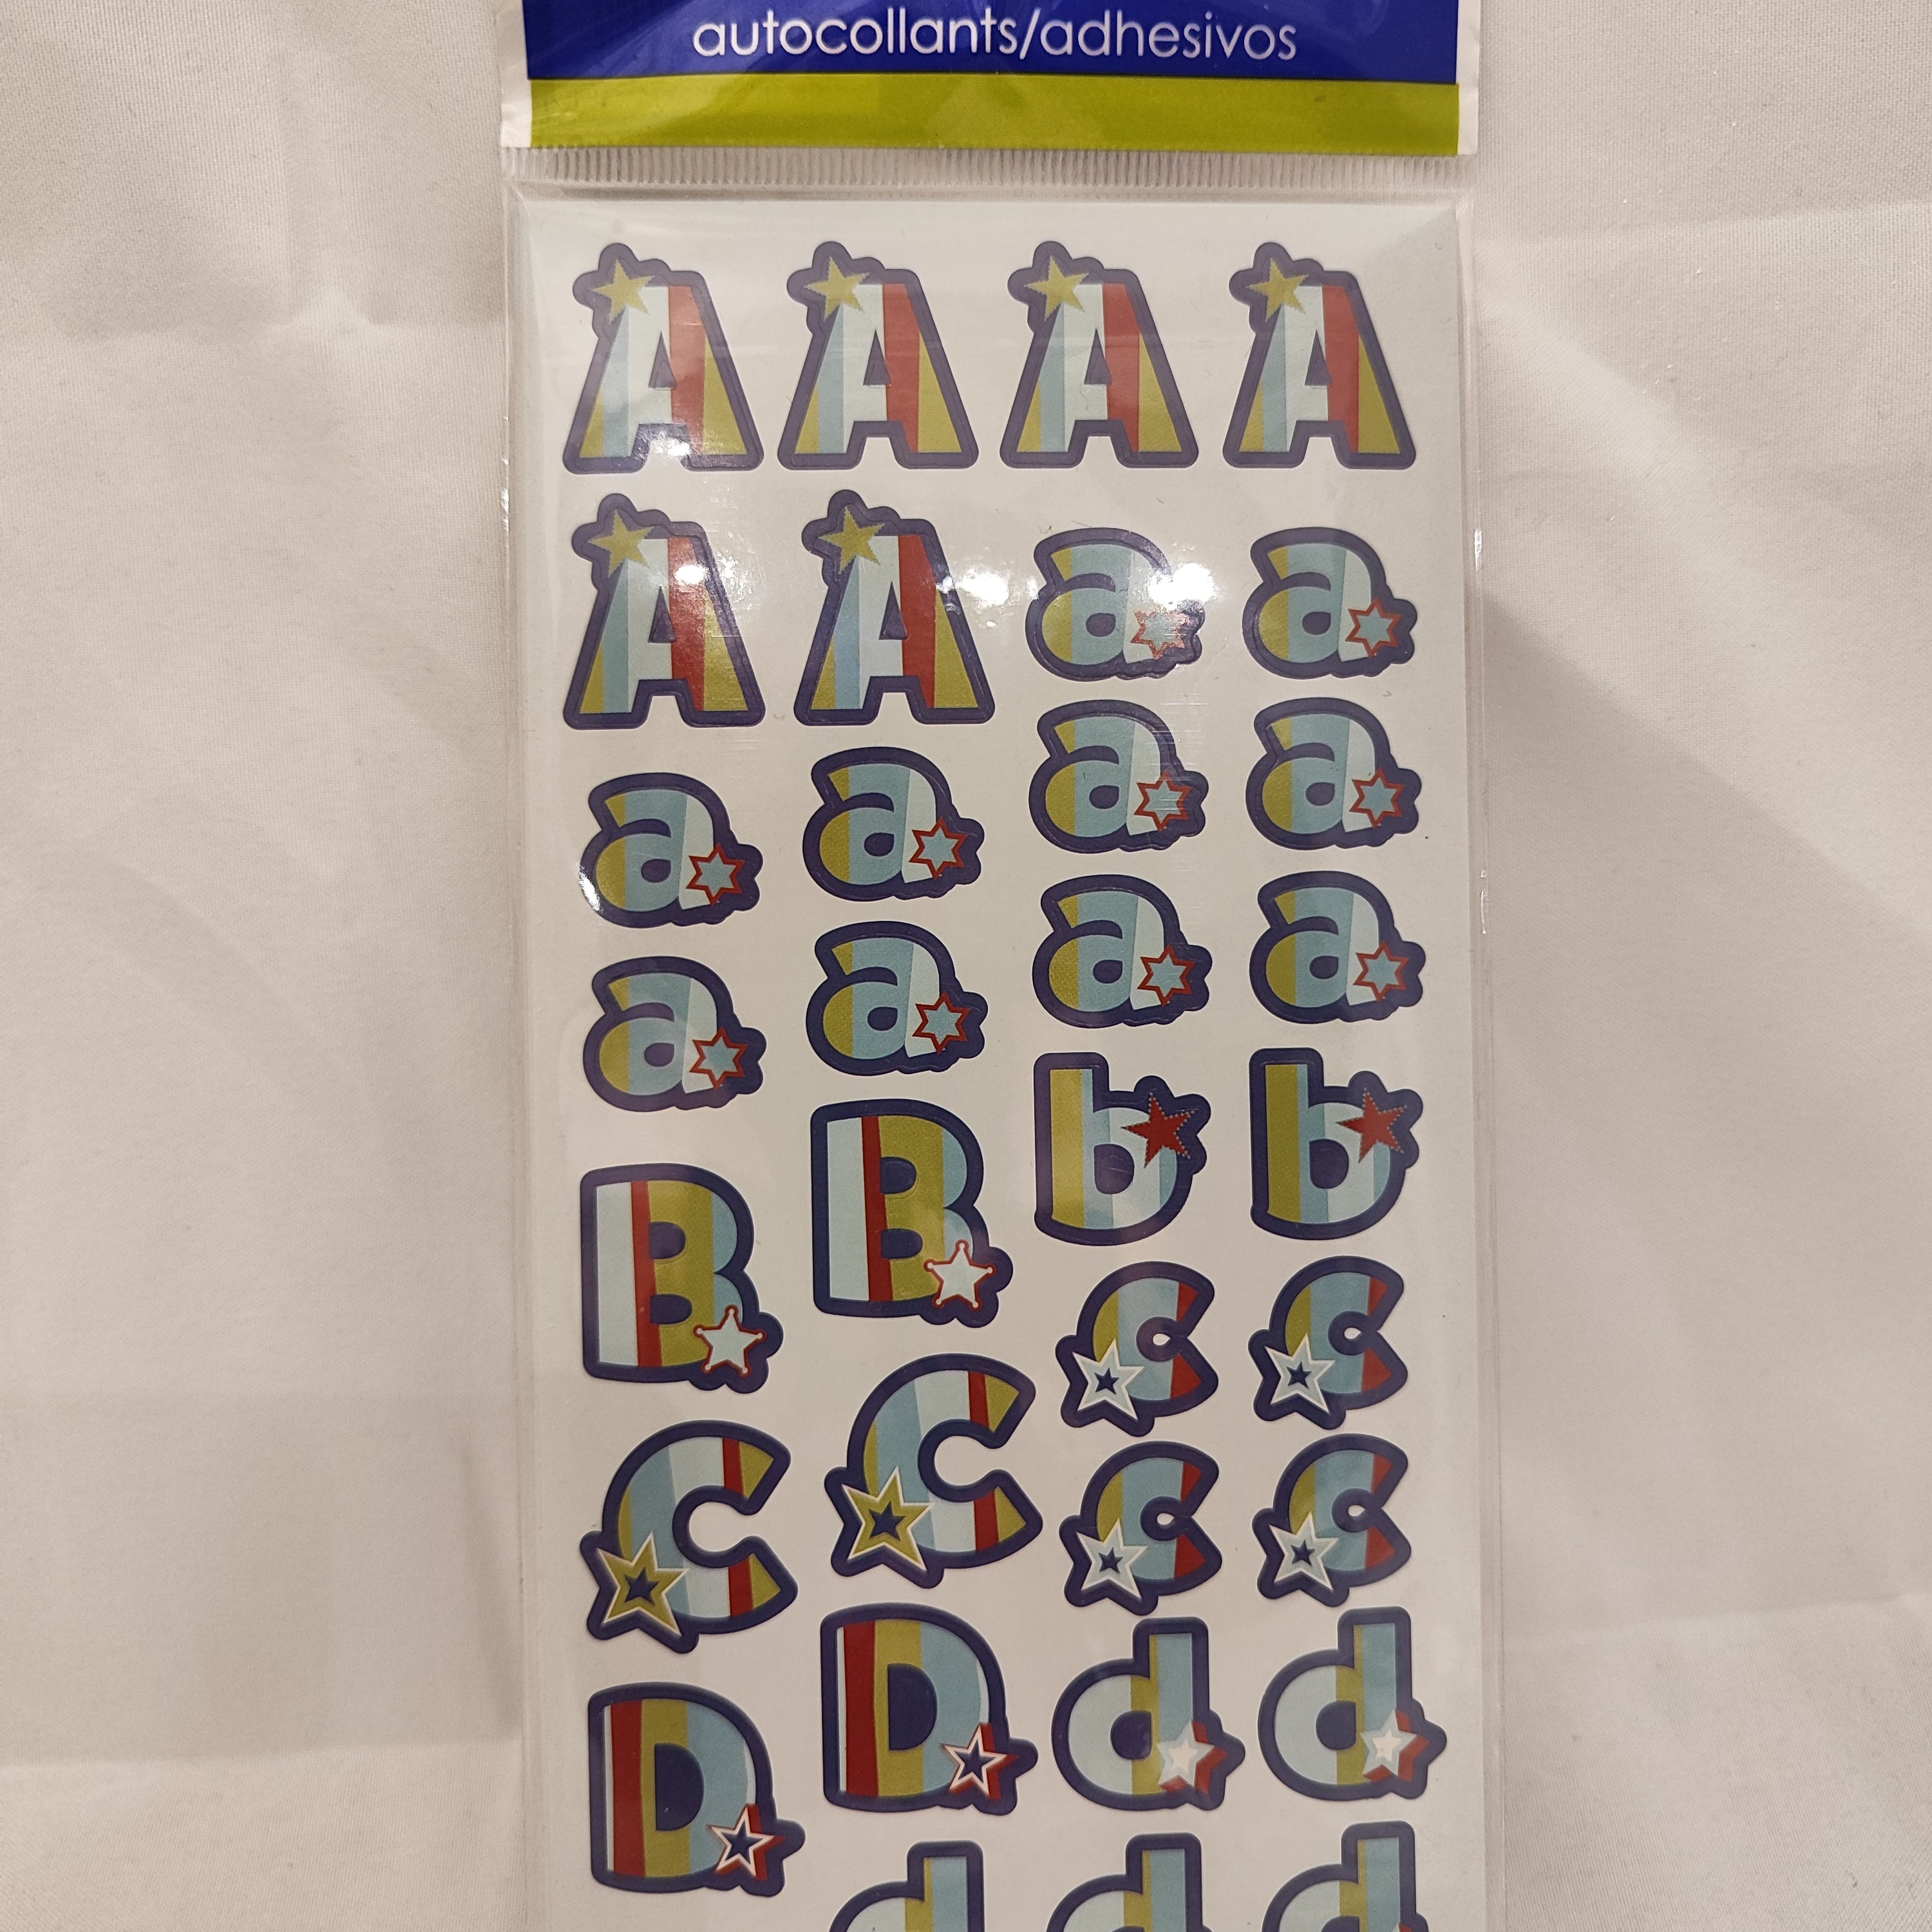 autocollants/adhesivos
A A A A
A A a a
a a a a
a a a a
B B b b
C C c c
c c
D D d d
d d d